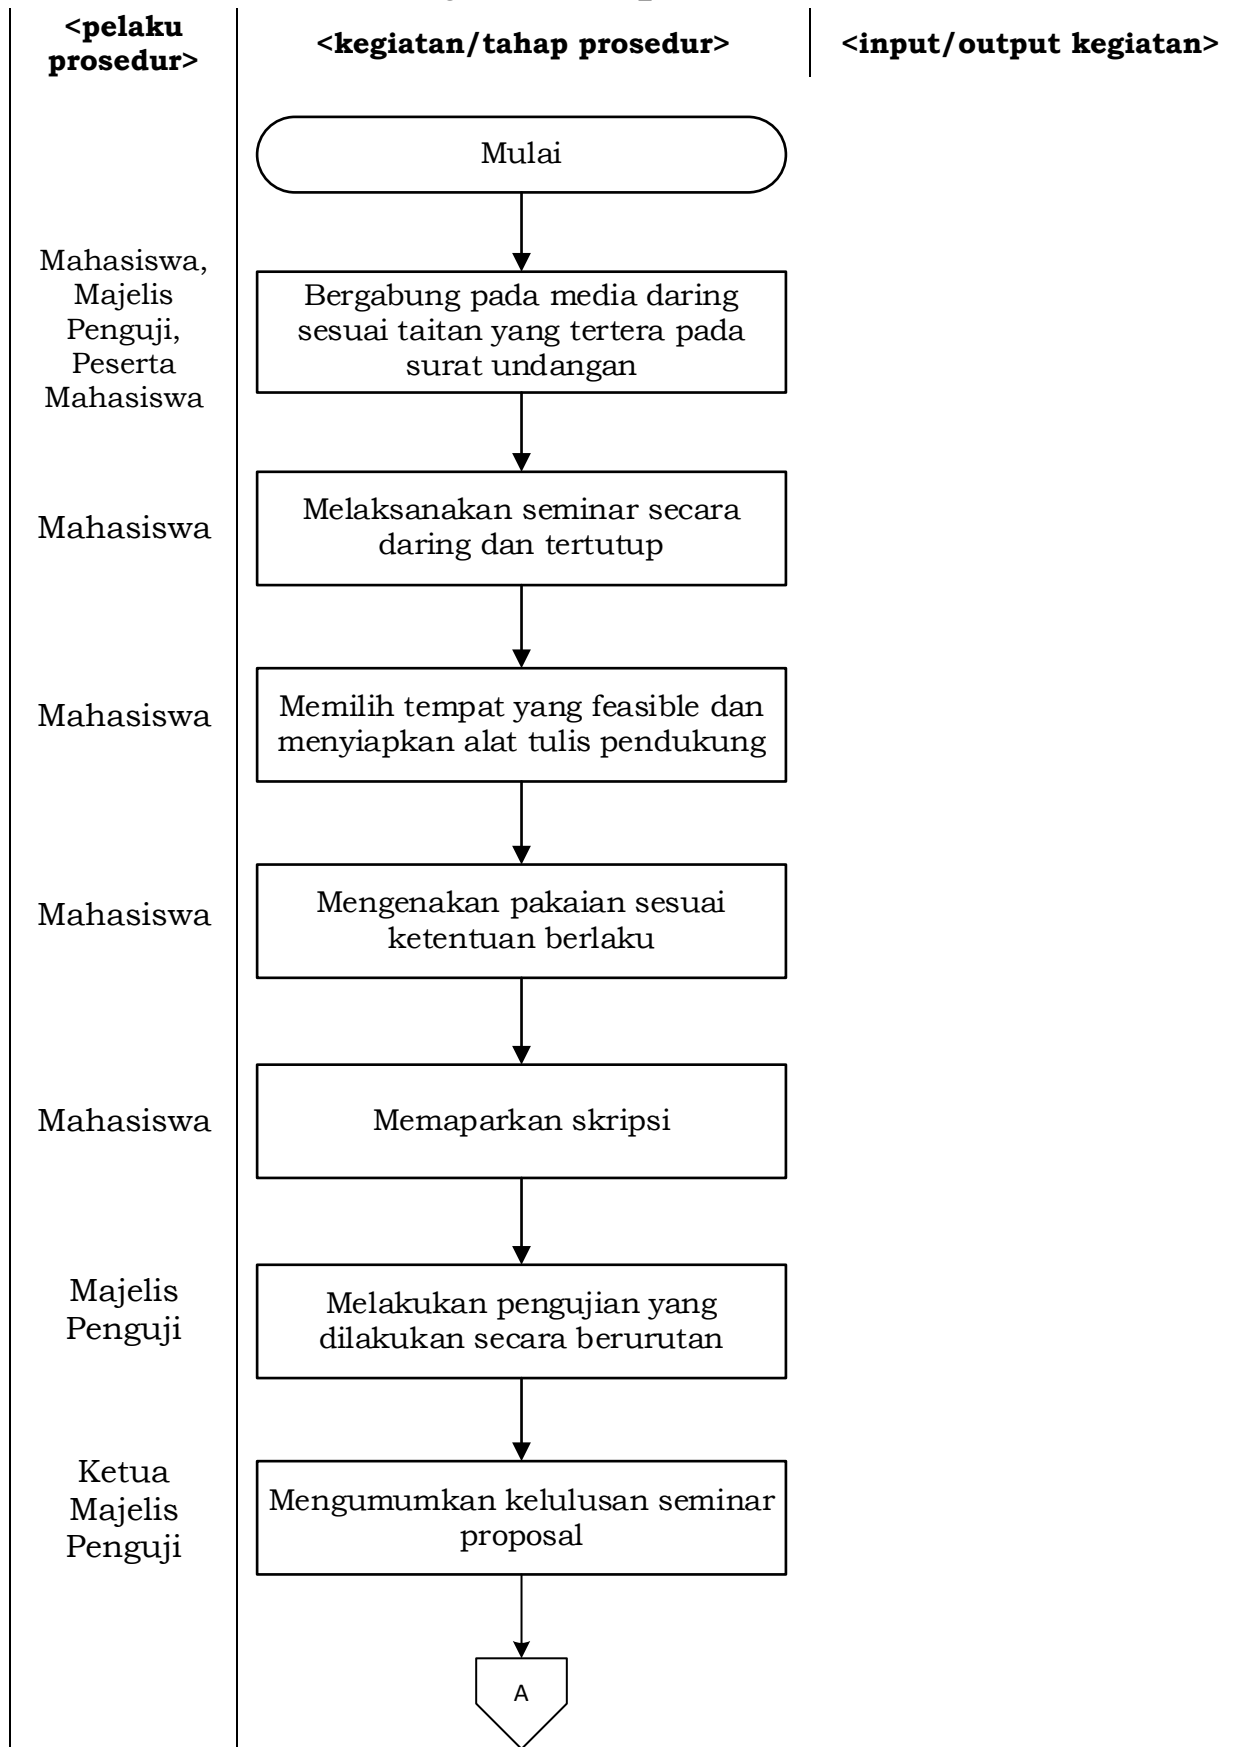 <pelaku
prosedur>
<kegiatan/tahap prosedur>
<input/output kegiatan>
Mulai
Mahasiswa,
Majelis
Penguji,
Peserta
Mahasiswa
Bergabung pada media daring
sesuai taitan yang tertera pada
surat undangan
Mahasiswa
Melaksanakan seminar secara
daring dan tertutup
Mahasiswa
Memilih tempat yang feasible dan
menyiapkan alat tulis pendukung
Mahasiswa
Mengenakan pakaian sesuai
ketentuan berlaku
Mahasiswa
Memaparkan skripsi
Majelis
Penguji
Melakukan pengujian yang
dilakukan secara berurutan
Ketua
Majelis
Penguji
Mengumumkan kelulusan seminar
proposal
A